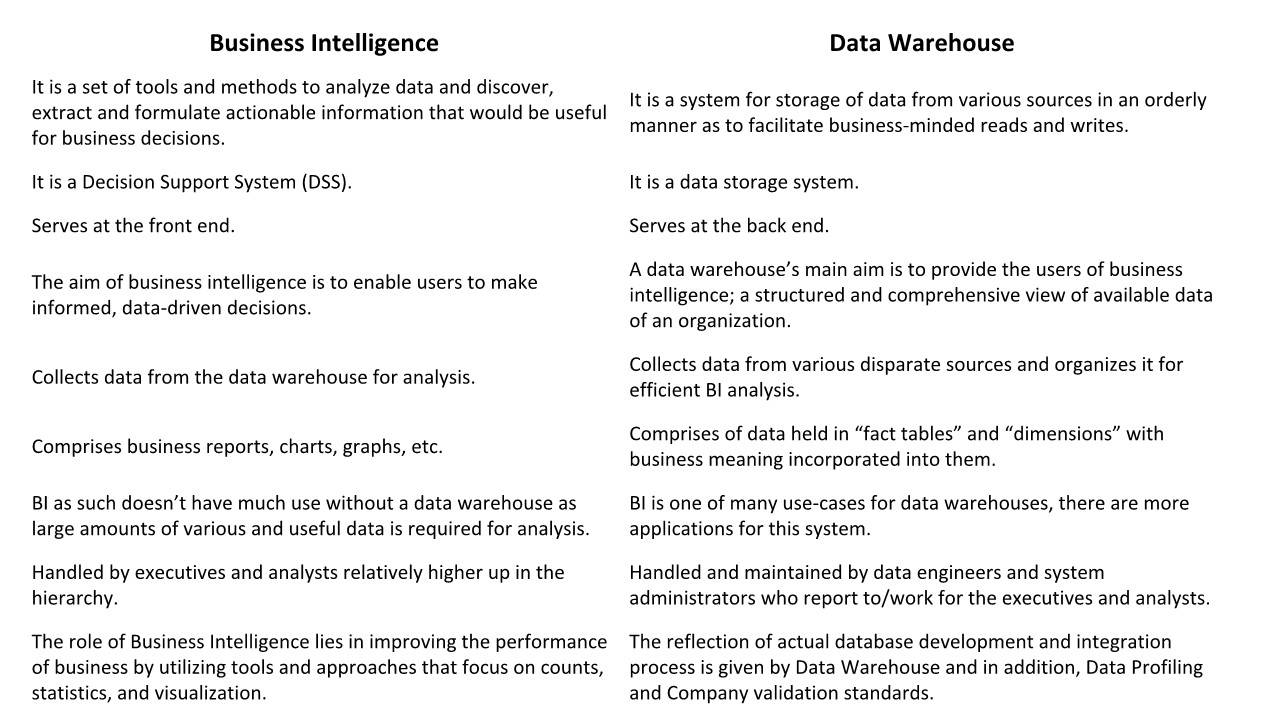 Business Intelligence
Data Warehouse
It is a set of tools and methods to analyze data and discover,
extract and formulate actionable information that would be useful
for business decisions.
It is a system for storage of data from various sources in an orderly
manner as to facilitate business-minded reads and writes.
It is a Decision Support System (DSS).
It is a data storage system.
Serves at the front end.
Serves at the back end.
The aim of business intelligence is to enable users to make
informed, data-driven decisions.
A data warehouse’s main aim is to provide the users of business
intelligence; a structured and comprehensive view of available data
of an organization.
Collects data from the data warehouse for analysis.
Collects data from various disparate sources and organizes it for
efficient BI analysis.
Comprises business reports, charts, graphs, etc.
Comprises of data held in “fact tables” and “dimensions” with
business meaning incorporated into them.
BI as such doesn’t have much use without a data warehouse as
large amounts of various and useful data is required for analysis.
BI is one of many use-cases for data warehouses, there are more
applications for this system.
Handled by executives and analysts relatively higher up in the
hierarchy.
Handled and maintained by data engineers and system
administrators who report to/work for the executives and analysts.
The role of Business Intelligence lies in improving the performance
of business by utilizing tools and approaches that focus on counts,
statistics, and visualization.
The reflection of actual database development and integration
process is given by Data Warehouse and in addition, Data Profiling
and Company validation standards.